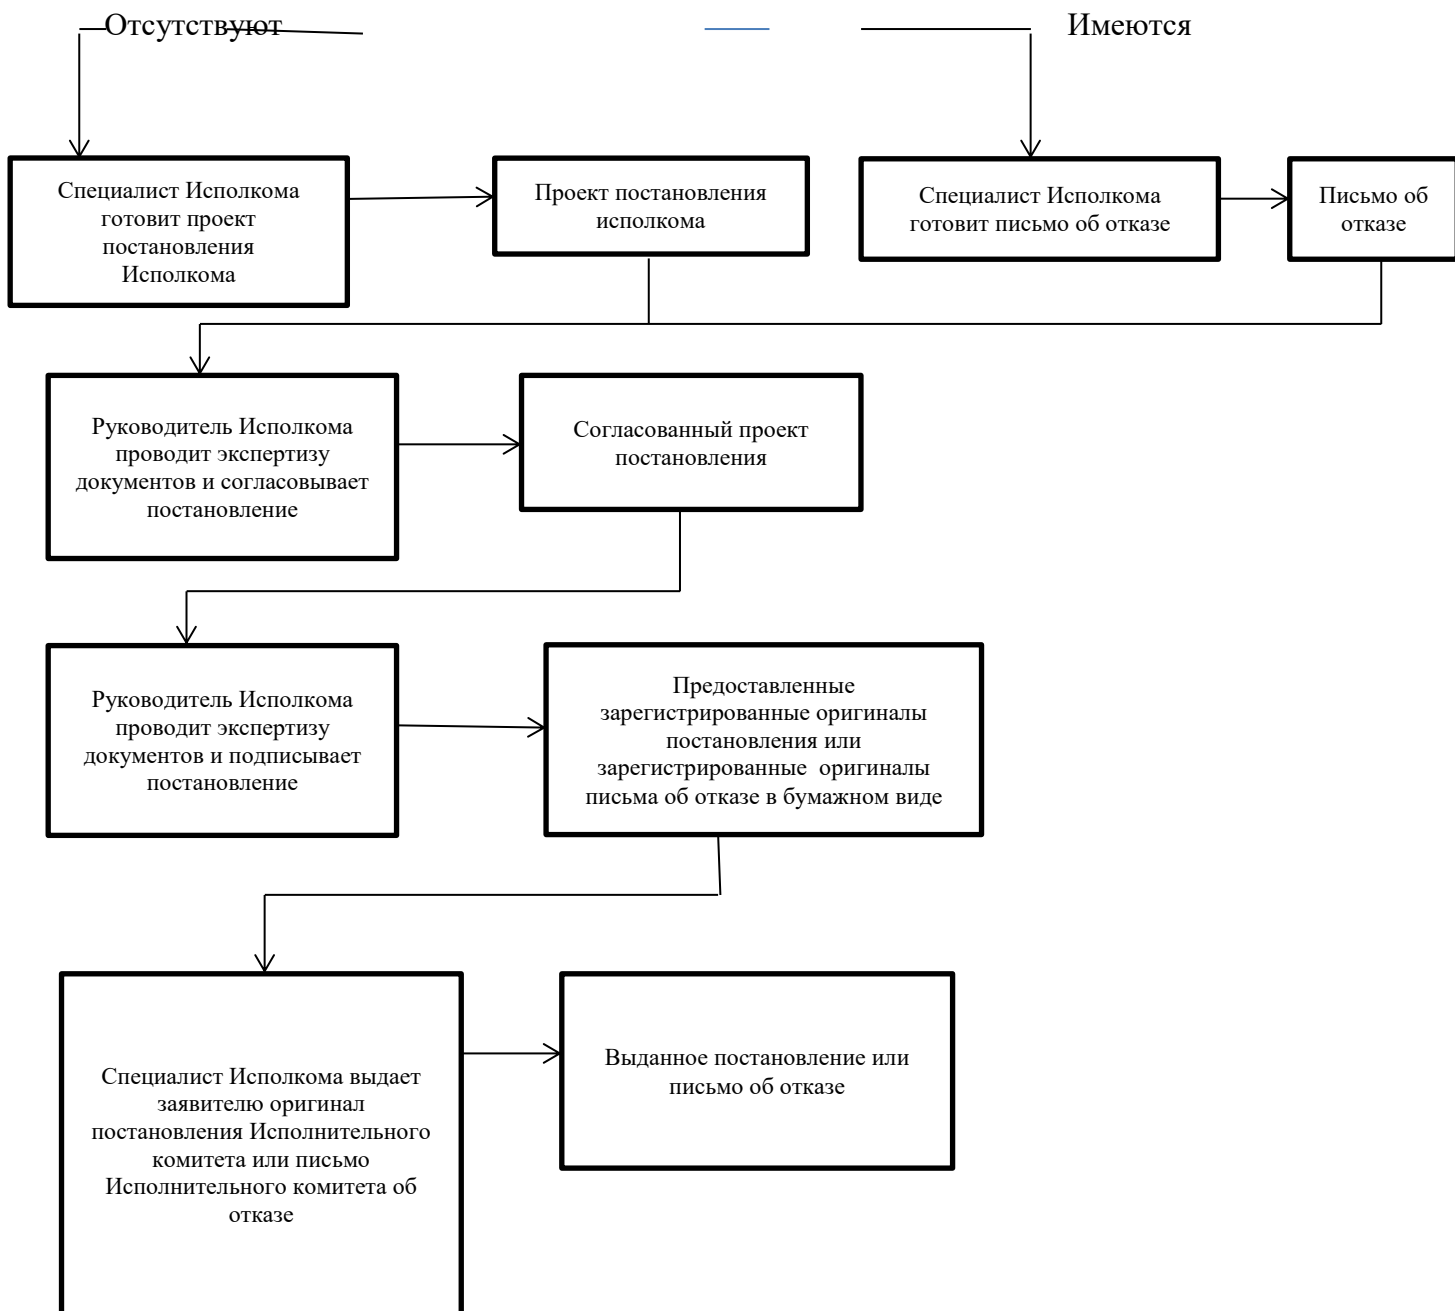 Отсутствуют
Имеются
Специалист Исполкома
готовит проект
постановления
Исполкома
Проект постановления
исполкома
Специалист Исполкома
готовит письмо об отказе
Письмо об
отказе
Руководитель Исполкома
проводит экспертизу
документов и согласовывает
постановление
Согласованный проект
постановления
Руководитель Исполкома
проводит экспертизу
документов и подписывает
постановление
Предоставленные
зарегистрированные оригиналы
постановления или
зарегистрированные  оригиналы
письма об отказе в бумажном виде
Специалист Исполкома выдает
заявителю оригинал
постановления Исполнительного
комитета или письмо
Исполнительного комитета об
отказе
Выданное постановление или
письмо об отказе